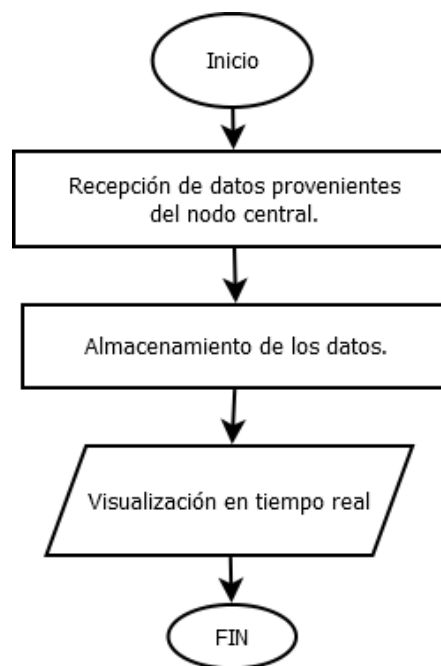 Inicio
Recepción de datos provenientes
del nodo central.
Almacenamiento de los datos.
Visualización en tiempo real
FIN